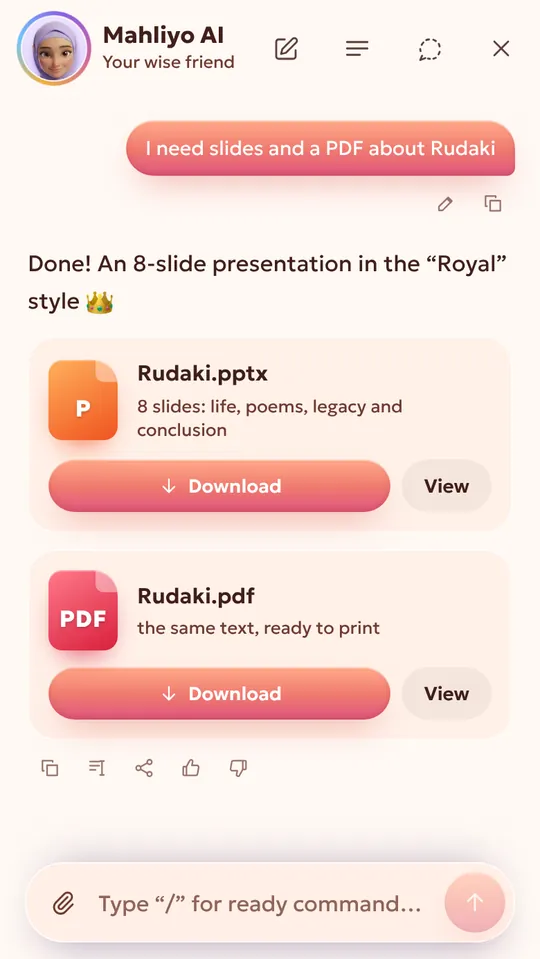 Mahliyo AI
Your wise friend
I need slides and a PDF about Rudaki
Done! An 8-slide presentation in the “Royal”
style 👑
P
Rudaki.pptx
8 slides: life, poems, legacy and
conclusion
↓ Download
View
PDF
Rudaki.pdf
the same text, ready to print
↓ Download
View
Type “/” for ready command…